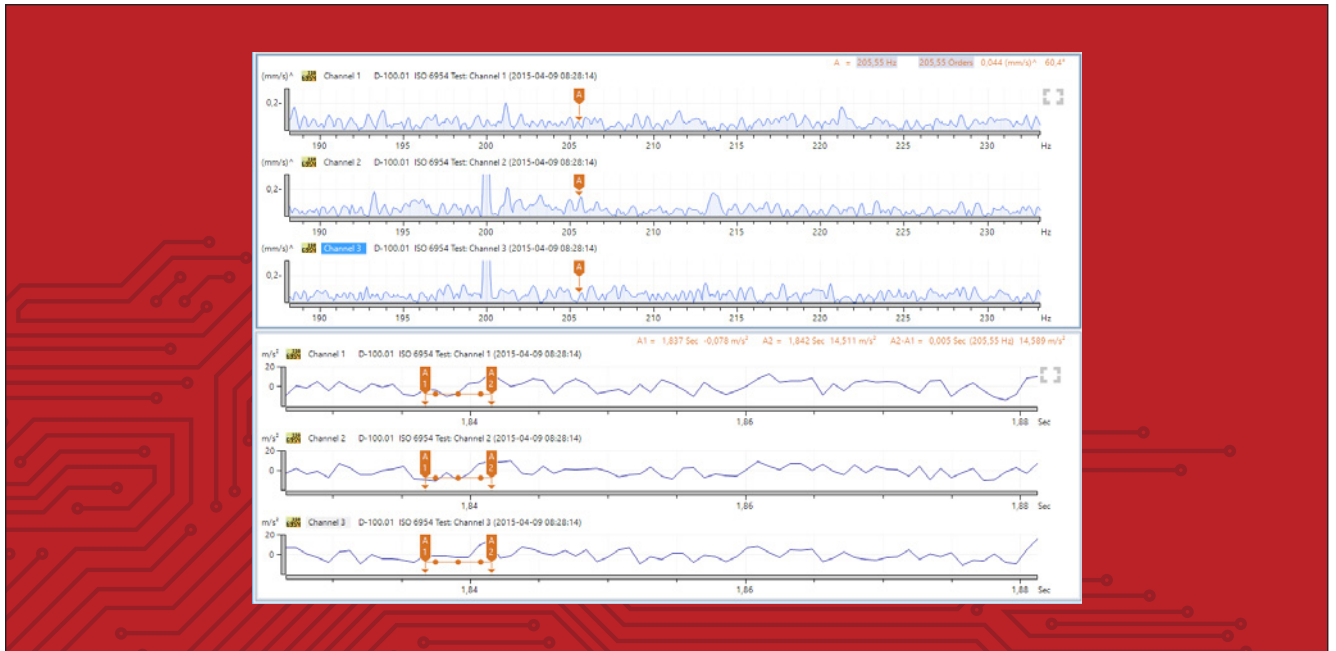 A = 205,55 Hz 205,55 Orders 0,044 (mm/s)^ 60,4°
(mm/s)^ Channel 1 D-100.01 ISO 6954 Test: Channel 1 (2015-04-09 08:28:14)
A
0,2-
190 195 200 205 210 215 220 225 230 Hz
(mm/s)^ Channel 2 D-100.01 ISO 6954 Test: Channel 2 (2015-04-09 08:28:14)
A
0,2-
190 195 200 205 210 215 220 225 230 Hz
(mm/s)^ Channel 3 D-100.01 ISO 6954 Test: Channel 3 (2015-04-09 08:28:14)
A
0,2-
190 195 200 205 210 215 220 225 230 Hz
A1 = 1,837 Sec -0,078 m/s² A2 = 1,842 Sec 14,511 m/s² A2-A1 = 0,005 Sec (205,55 Hz) 14,589 m/s²
m/s² Channel 1 D-100.01 ISO 6954 Test: Channel 1 (2015-04-09 08:28:14)
20
A 1 A 2
0
1,84 1,86 1,88 Sec
m/s² Channel 2 D-100.01 ISO 6954 Test: Channel 2 (2015-04-09 08:28:14)
20
A 1 A 2
0
1,84 1,86 1,88 Sec
m/s² Channel 3 D-100.01 ISO 6954 Test: Channel 3 (2015-04-09 08:28:14)
20
A 1 A 2
0
1,84 1,86 1,88 Sec